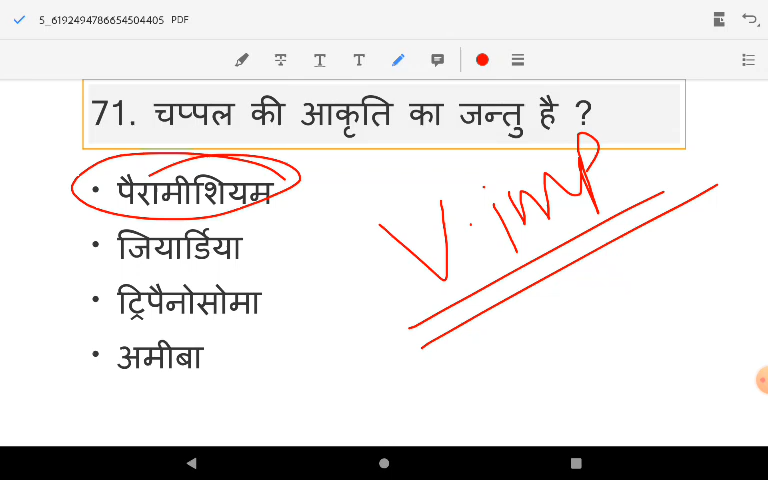 5_6192494786654504405 PDF
T T T
71. चप्पल की आकृति का जन्तु है ?
• पैरामीशियम
• जियार्डिया
• ट्रिपैनोसोमा
• अमीबा
V. imp